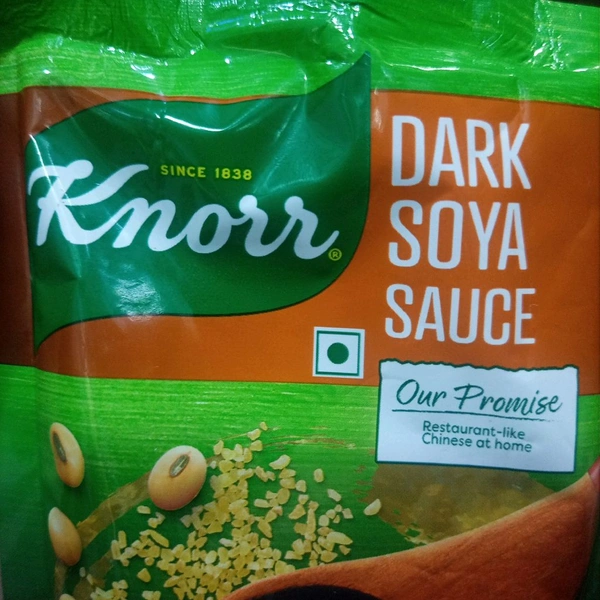 SINCE 1838
Knorr®
DARK
SOYA
SAUCE
Our Promise
Restaurant-like
Chinese at home